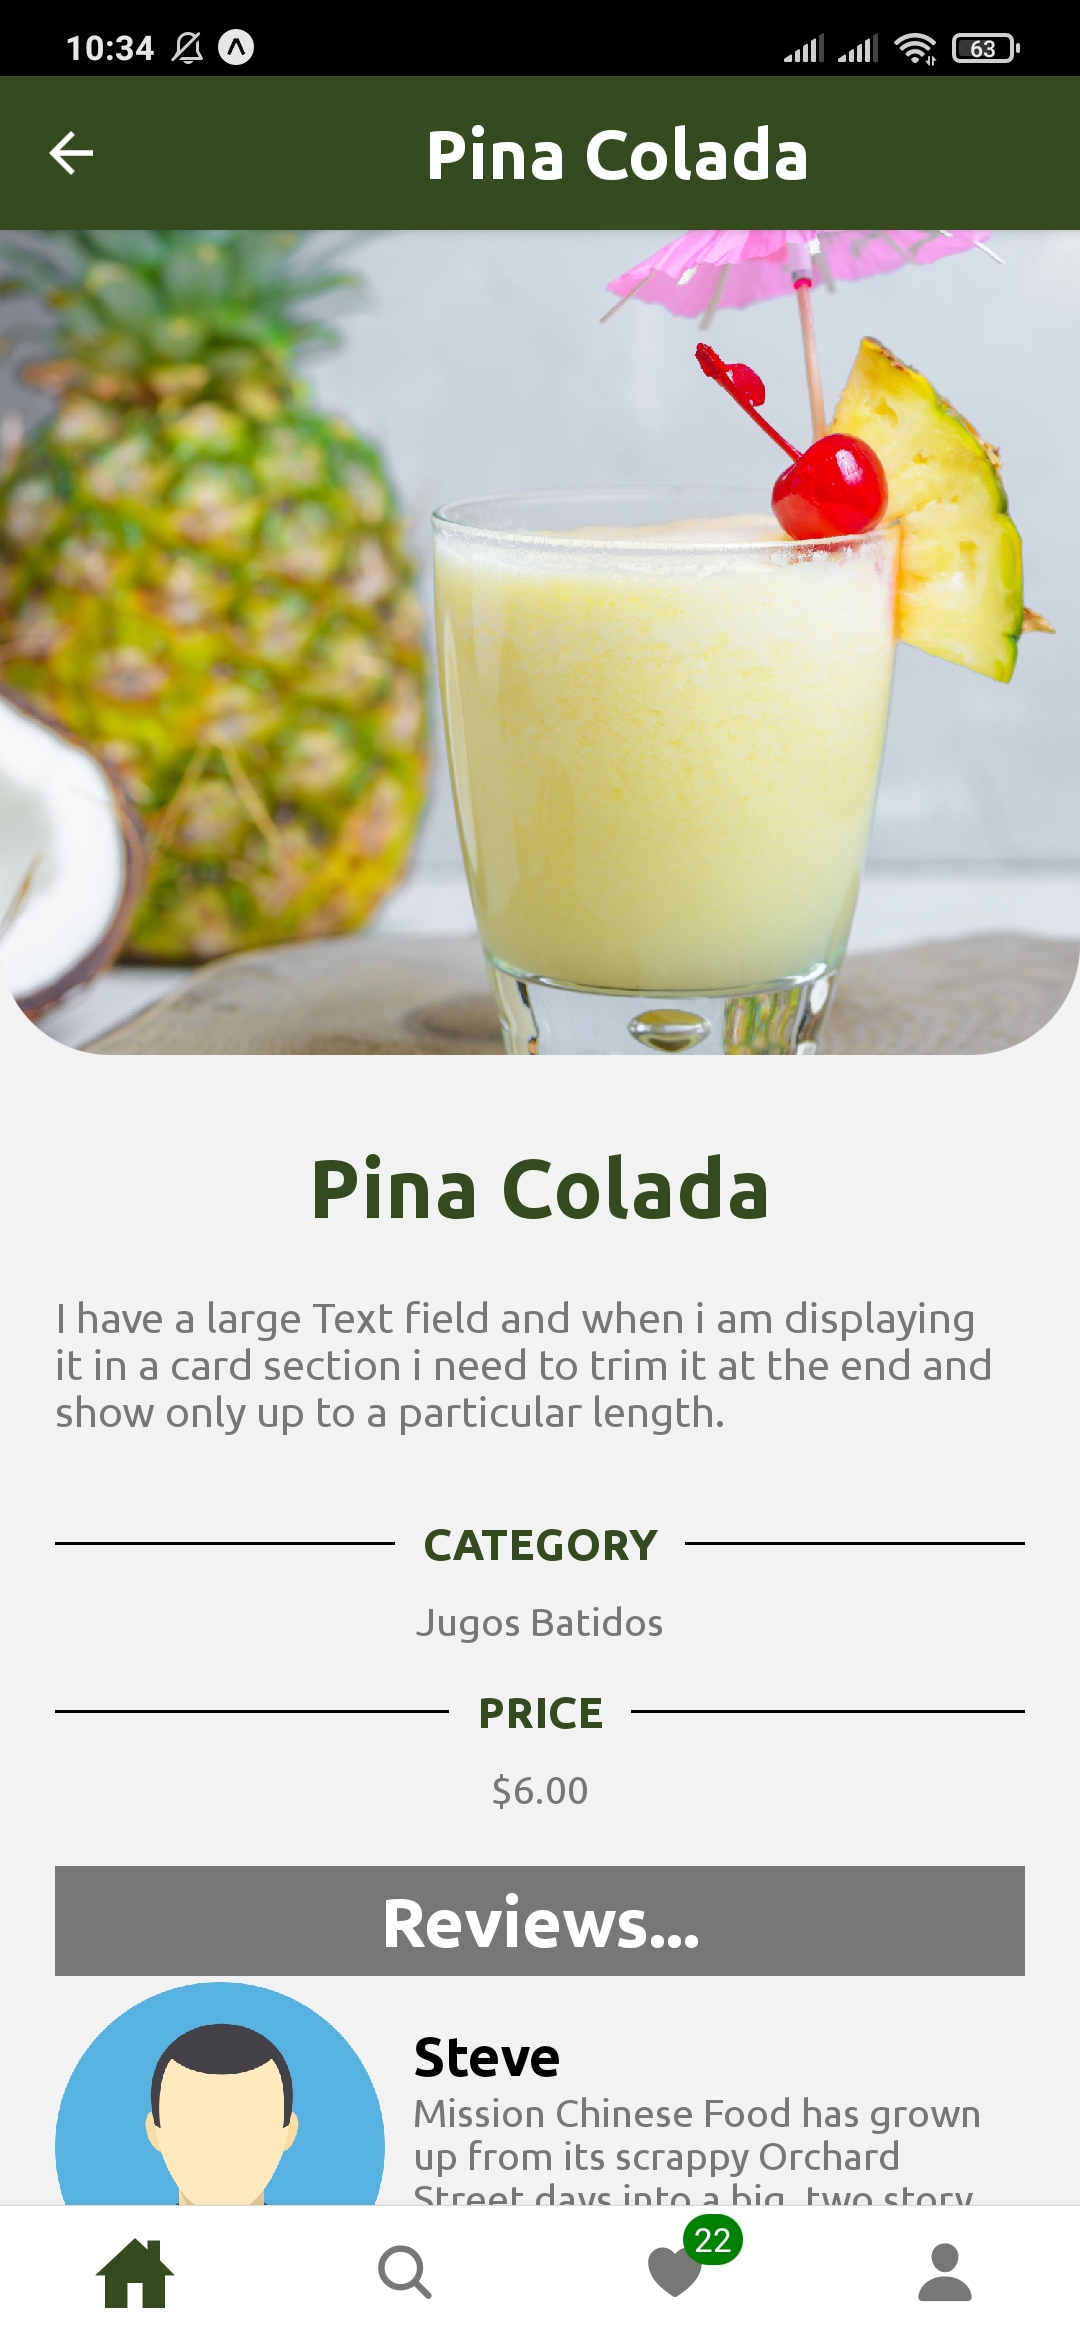 10:34
63
Pina Colada
Pina Colada
I have a large Text field and when i am displaying
it in a card section i need to trim it at the end and
show only up to a particular length.
CATEGORY
Jugos Batidos
PRICE
$6.00
Reviews...
Steve
Mission Chinese Food has grown
up from its scrappy Orchard
Street days into a big, two story
22